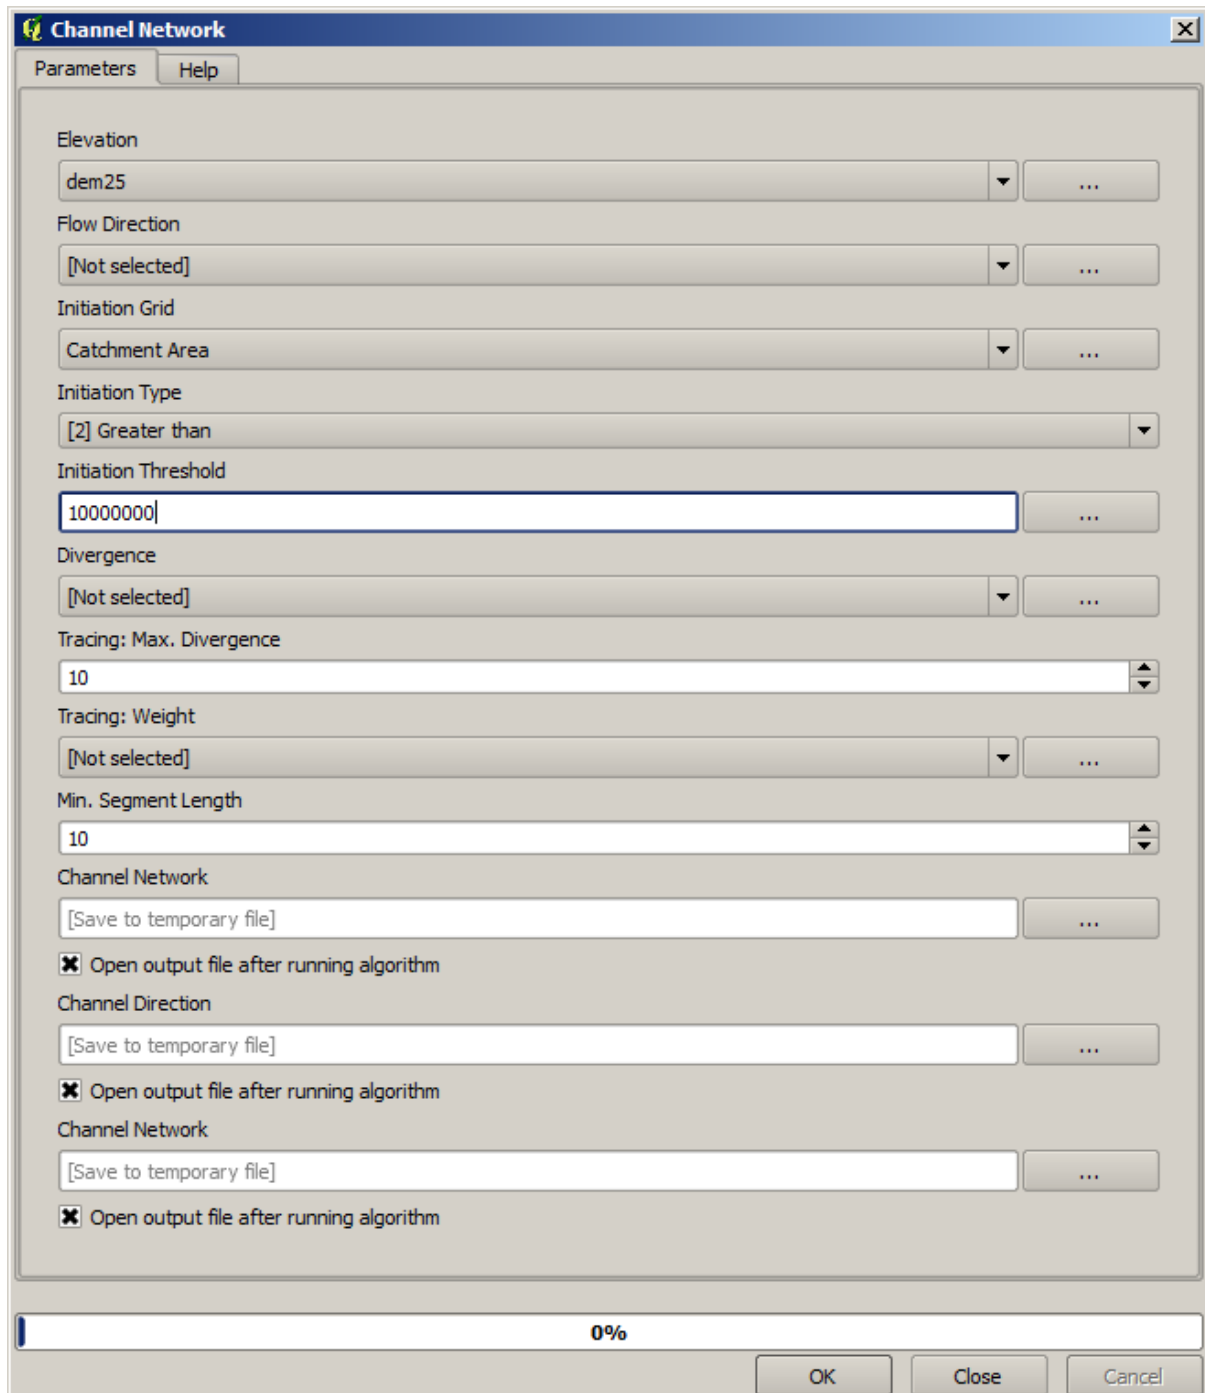 Channel Network
Parameters Help
Elevation
dem25 ...
Flow Direction
[Not selected] ...
Initiation Grid
Catchment Area ...
Initiation Type
[2] Greater than
Initiation Threshold
10000000 ...
Divergence
[Not selected] ...
Tracing: Max. Divergence
10
Tracing: Weight
[Not selected] ...
Min. Segment Length
10
Channel Network
[Save to temporary file] ...
Open output file after running algorithm
Channel Direction
[Save to temporary file] ...
Open output file after running algorithm
Channel Network
[Save to temporary file] ...
Open output file after running algorithm
0%
OK Close Cancel